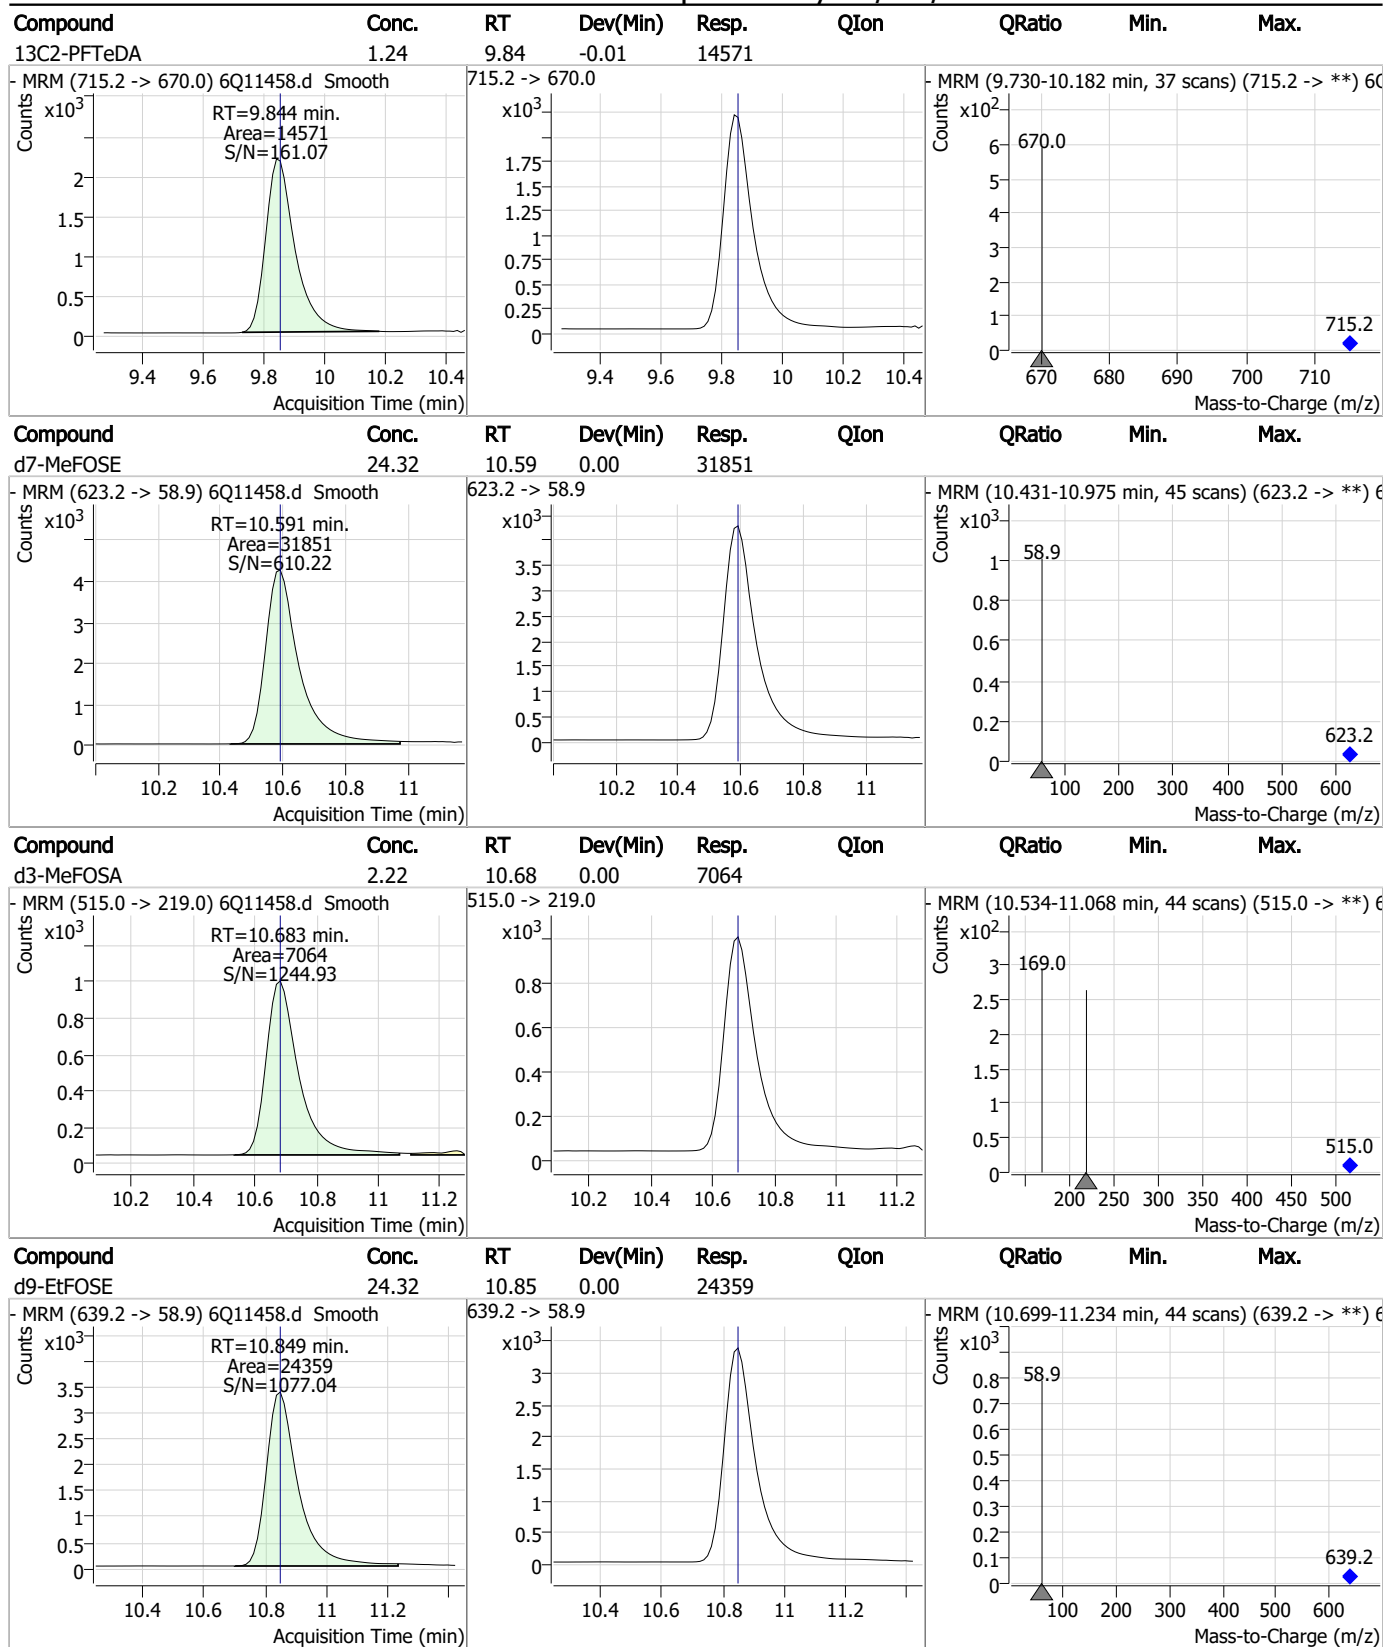 Compound Conc. RT Dev(Min) Resp. QIon QRatio Min. Max.
13C2-PFTeDA 1.24 9.84 -0.01 14571
- MRM (715.2 -> 670.0) 6Q11458.d Smooth 715.2 -> 670.0 - MRM (9.730-10.182 min, 37 scans) (715.2 -> **)
Counts x10³ RT=9.844 min. Area=14571 S/N=161.07
2 1.5 1 0.5 0
9.4 9.6 9.8 10 10.2 10.4
Acquisition Time (min)
x10³ 1.75 1.5 1.25 1 0.75 0.5 0.25 0
9.4 9.6 9.8 10 10.2 10.4
Counts x10² 6 5 4 3 2 1 0
670.0 715.2
670 680 690 700 710
Mass-to-Charge (m/z)
Compound Conc. RT Dev(Min) Resp. QIon QRatio Min. Max.
d7-MeFOSE 24.32 10.59 0.00 31851
- MRM (623.2 -> 58.9) 6Q11458.d Smooth 623.2 -> 58.9 - MRM (10.431-10.975 min, 45 scans) (623.2 -> **)
Counts x10³ RT=10.591 min. Area=31851 S/N=610.22
4 3 2 1 0
10.2 10.4 10.6 10.8 11
Acquisition Time (min)
x10³ 3.5 3 2.5 2 1.5 1 0.5 0
10.2 10.4 10.6 10.8 11
Counts x10³ 1 0.8 0.6 0.4 0.2 0
58.9 623.2
100 200 300 400 500 600
Mass-to-Charge (m/z)
Compound Conc. RT Dev(Min) Resp. QIon QRatio Min. Max.
d3-MeFOSA 2.22 10.68 0.00 7064
- MRM (515.0 -> 219.0) 6Q11458.d Smooth 515.0 -> 219.0 - MRM (10.534-11.068 min, 44 scans) (515.0 -> **)
Counts x10³ RT=10.683 min. Area=7064 S/N=1244.93
1 0.8 0.6 0.4 0.2 0
10.2 10.4 10.6 10.8 11 11.2
Acquisition Time (min)
x10³ 0.8 0.6 0.4 0.2 0
10.2 10.4 10.6 10.8 11 11.2
Counts x10² 3 2.5 2 1.5 1 0.5 0
169.0 515.0
200 250 300 350 400 450 500
Mass-to-Charge (m/z)
Compound Conc. RT Dev(Min) Resp. QIon QRatio Min. Max.
d9-EtFOSE 24.32 10.85 0.00 24359
- MRM (639.2 -> 58.9) 6Q11458.d Smooth 639.2 -> 58.9 - MRM (10.699-11.234 min, 44 scans) (639.2 -> **)
Counts x10³ RT=10.849 min. Area=24359 S/N=1077.04
3.5 3 2.5 2 1.5 1 0.5 0
10.4 10.6 10.8 11 11.2
Acquisition Time (min)
x10³ 3 2.5 2 1.5 1 0.5 0
10.4 10.6 10.8 11 11.2
Counts x10³ 0.8 0.7 0.6 0.5 0.4 0.3 0.2 0.1 0
58.9 639.2
100 200 300 400 500 600
Mass-to-Charge (m/z)